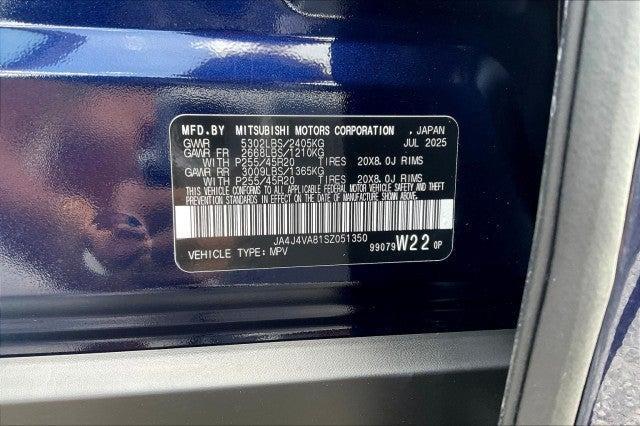 MFD.BY MITSUBISHI MOTORS CORPORATION, JAPAN
GVWR 5302LBS/2405KG JUL 2025
GAWR FR 2668LBS/1210KG
WITH P255/45R20 TIRES 20X8.0J RIMS
GAWR RR 3009LBS/1365KG
WITH P255/45R20 TIRES 20X8.0J RIMS
THIS VEHICLE CONFORMS TO ALL APPLICABLE FEDERAL MOTOR VEHICLE SAFETY AND
THEFT PREVENTION STANDARDS IN EFFECT ON THE DATE OF MANUFACTURE SHOWN ABOVE.
JA4J4VA81SZ051350
VEHICLE TYPE: MPV 99079 W22 0P